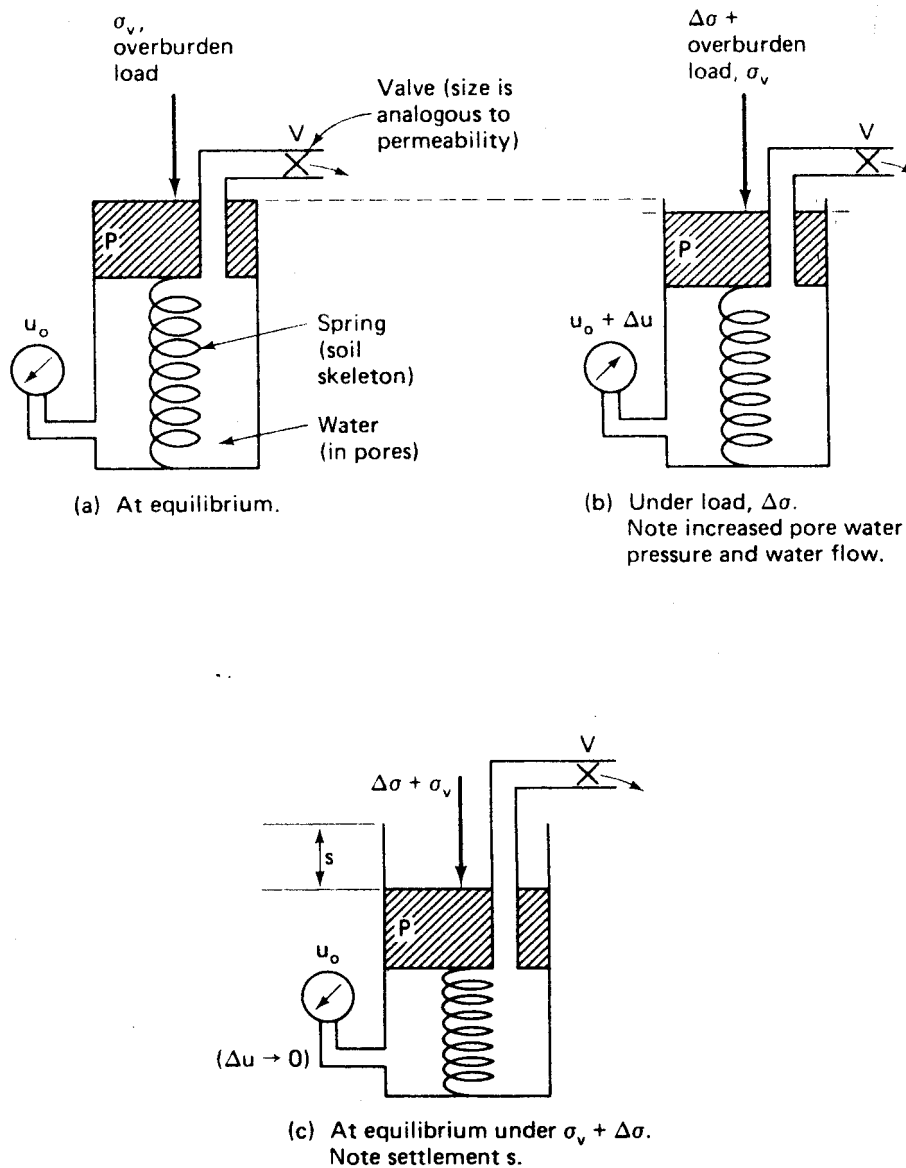 σv,
overburden
load
Valve (size is
analogous to
permeability)
V
P
uo
Spring
(soil
skeleton)
Water
(in pores)
(a) At equilibrium.
Δσ +
overburden
load, σv
V
P
uo + Δu
(b) Under load, Δσ.
Note increased pore water
pressure and water flow.
V
Δσ + σv
s
P
uo
(Δu → 0)
(c) At equilibrium under σv + Δσ.
Note settlement s.